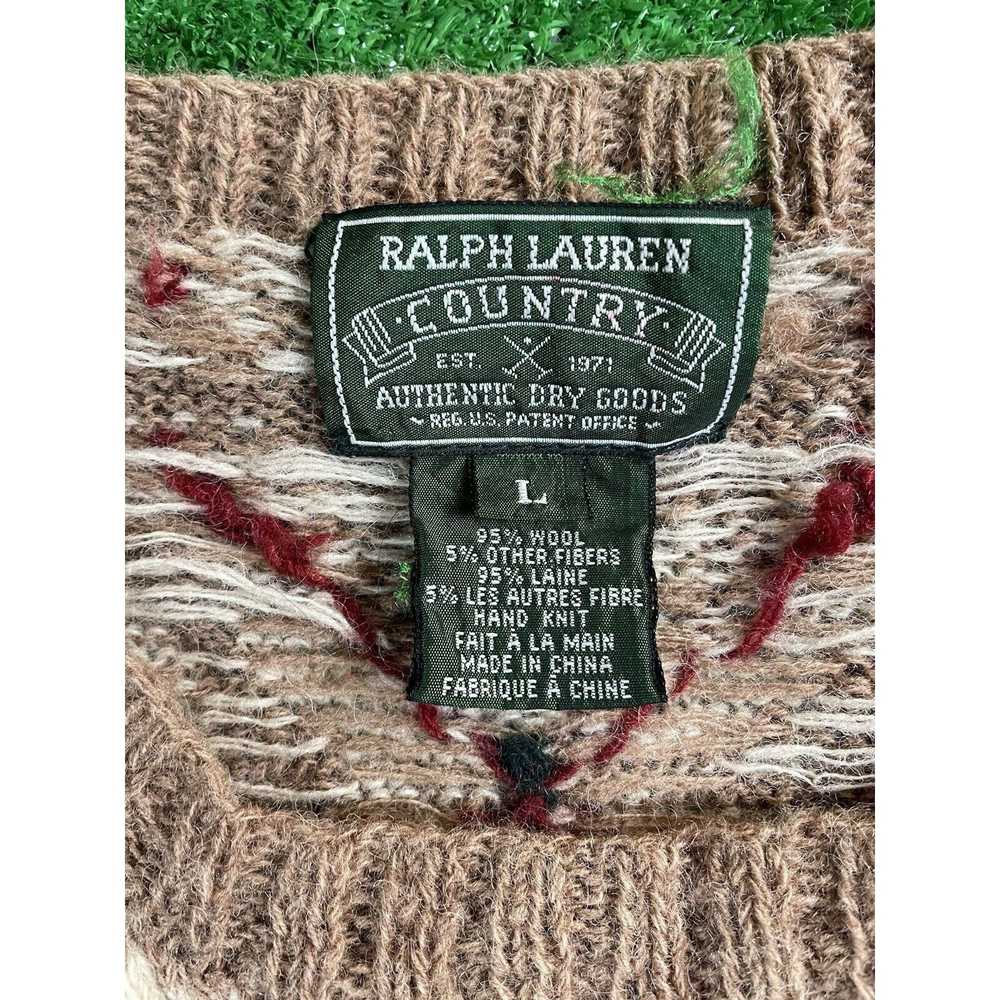 RALPH LAUREN
· COUNTRY ·
EST. 1971
AUTHENTIC DRY GOODS
~ REG. U.S. PATENT OFFICE ~
L
95% WOOL
5% OTHER FIBERS
95% LAINE
5% LES AUTRES FIBRE
HAND KNIT
FAIT À LA MAIN
MADE IN CHINA
FABRIQUE À CHINE